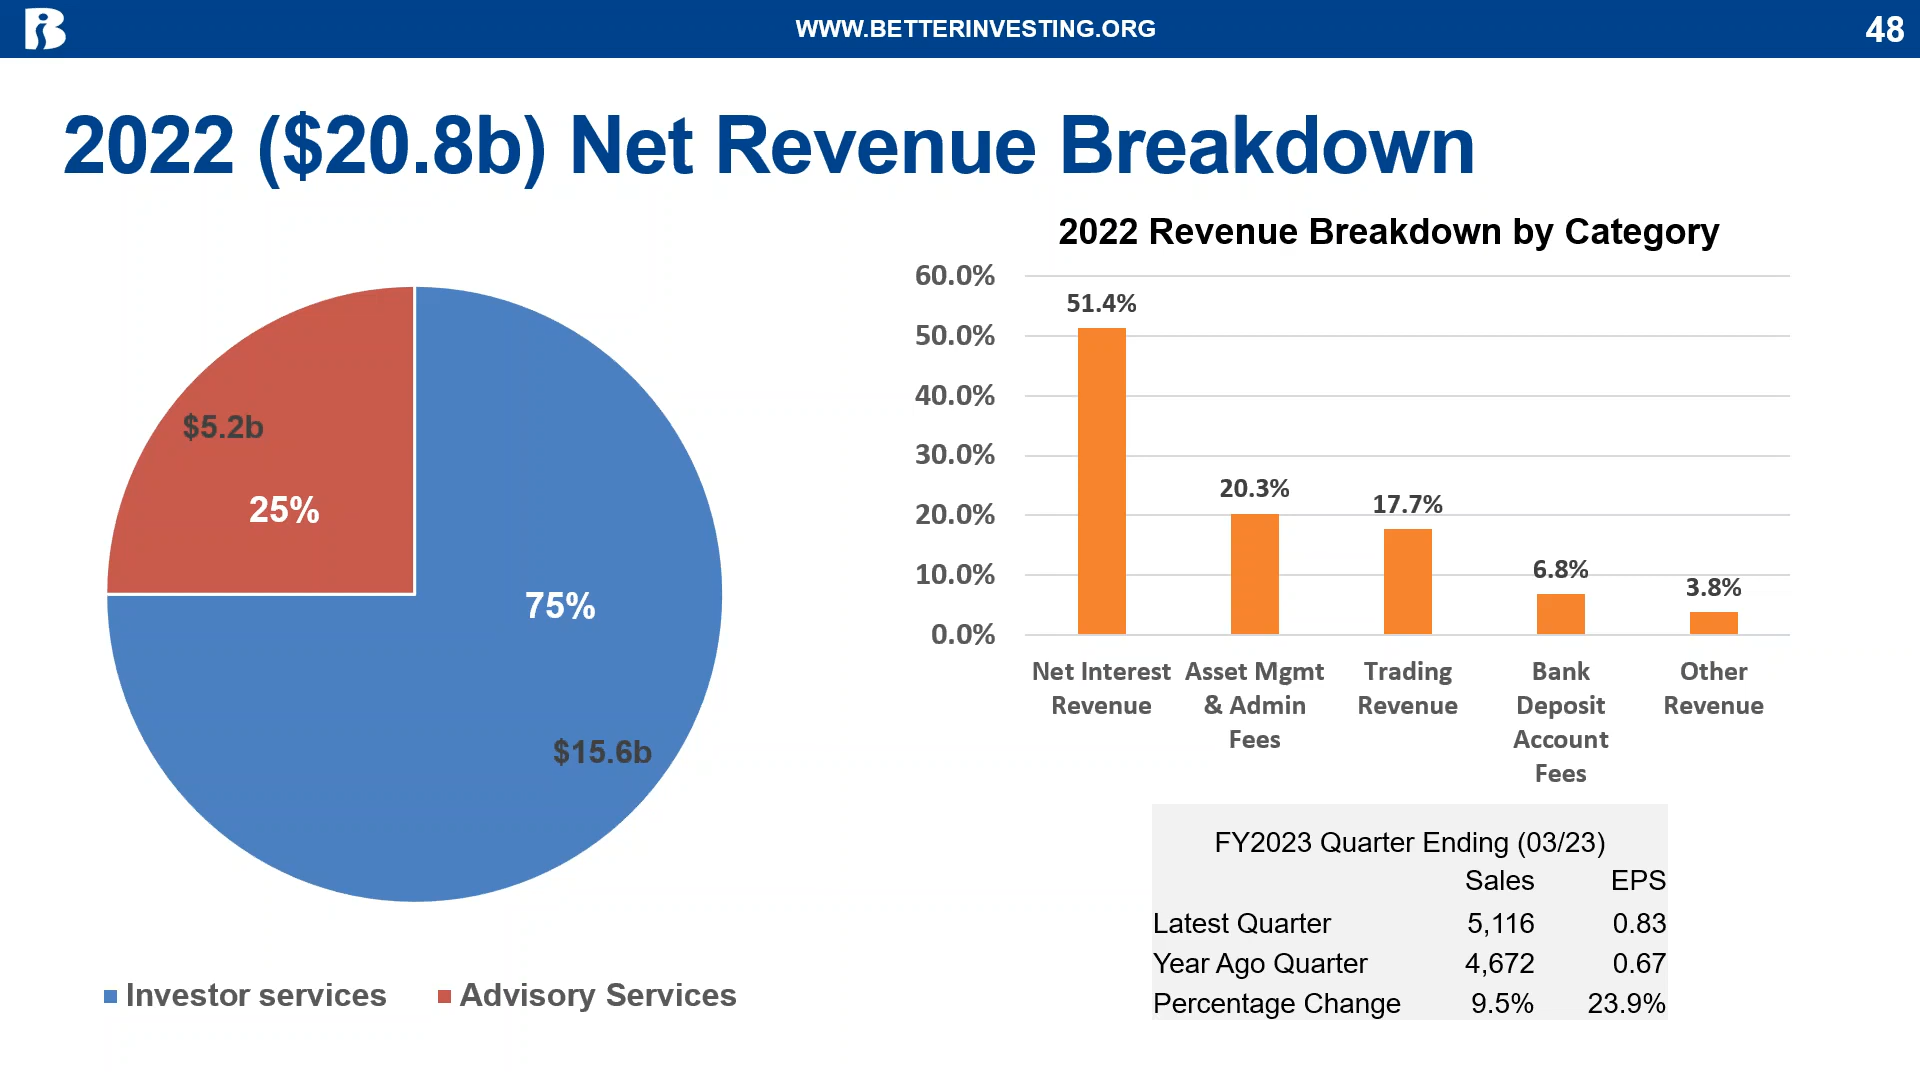 WWW.BETTERINVESTING.ORG
48
2022 ($20.8b) Net Revenue Breakdown
$5.2b
25%
75%
$15.6b
Investor services
Advisory Services
2022 Revenue Breakdown by Category
60.0%
50.0%
40.0%
30.0%
20.0%
10.0%
0.0%
51.4%
20.3%
17.7%
6.8%
3.8%
Net Interest
Revenue
Asset Mgmt
& Admin
Fees
Trading
Revenue
Bank
Deposit
Account
Fees
Other
Revenue
FY2023 Quarter Ending (03/23)
Sales EPS
Latest Quarter 5,116 0.83
Year Ago Quarter 4,672 0.67
Percentage Change 9.5% 23.9%